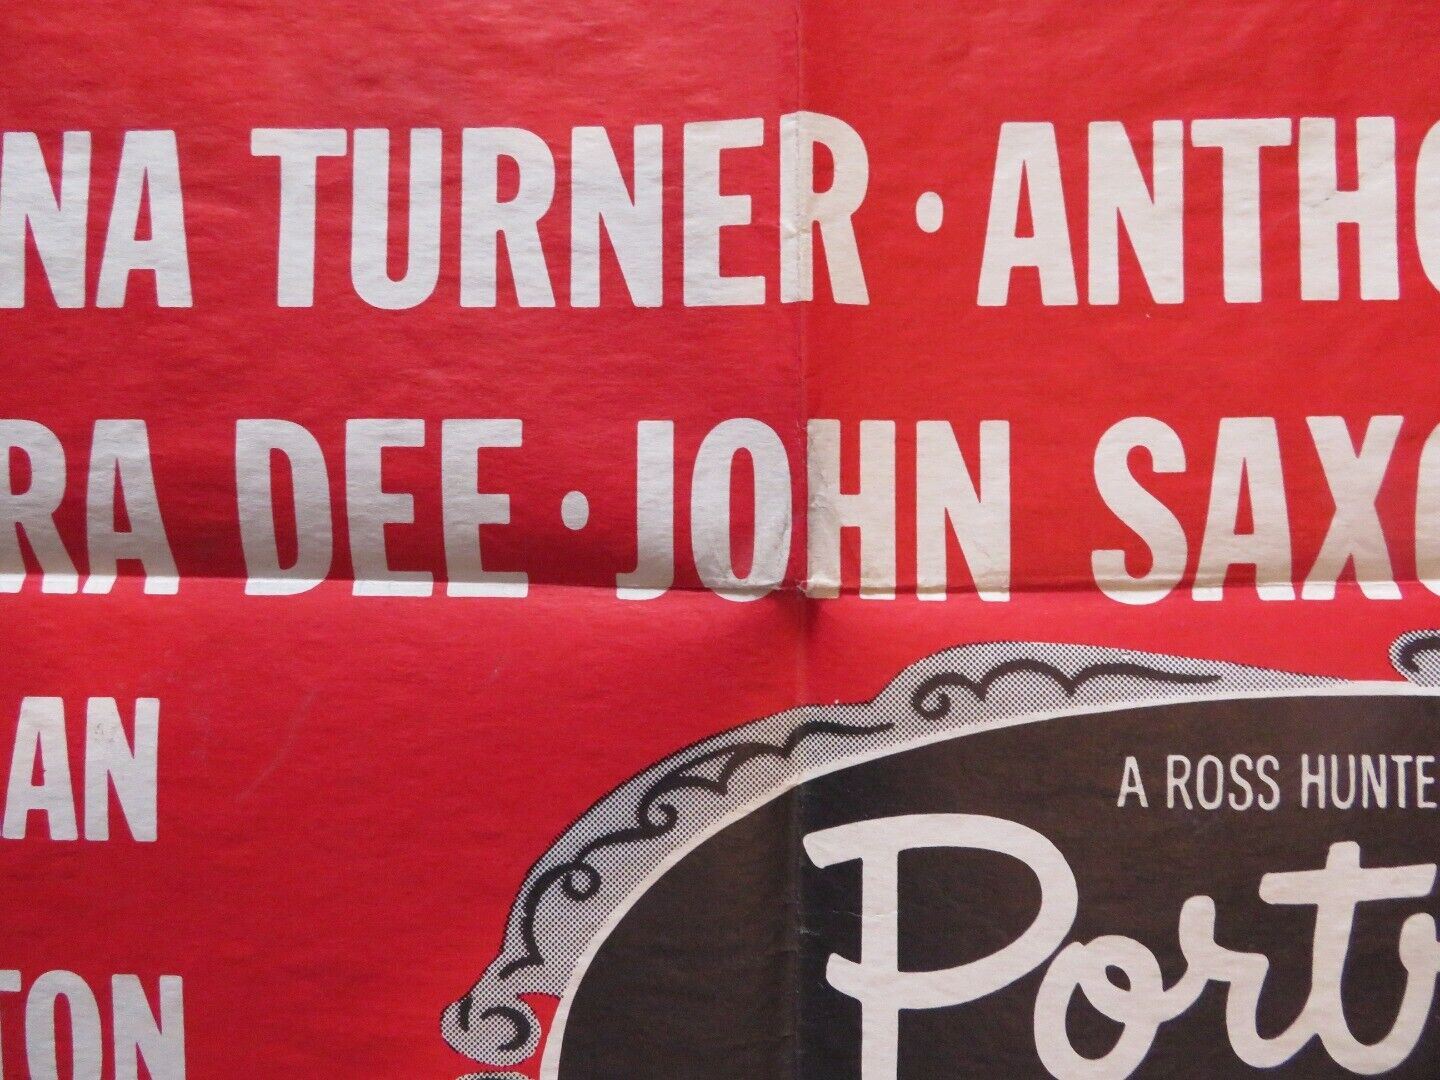 NA TURNER · ANTHO
RA DEE · JOHN SAXO
AN
TON
A ROSS HUNTE
Port